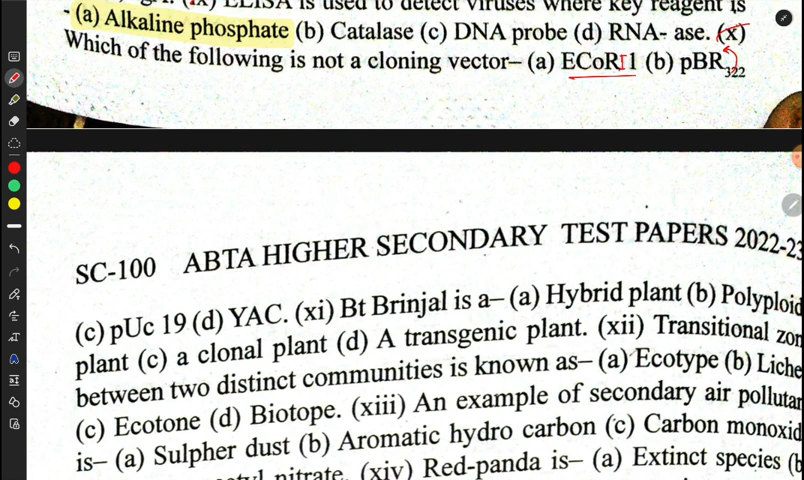 (ix) ELISA is used to detect viruses where key reagent is
- (a) Alkaline phosphate (b) Catalase (c) DNA probe (d) RNA- ase. (x)
Which of the following is not a cloning vector– (a) ECoRI1 (b) pBR322
SC-100 ABTA HIGHER SECONDARY TEST PAPERS 2022-23
(c) pUc 19 (d) YAC. (xi) Bt Brinjal is a– (a) Hybrid plant (b) Polyploid
plant (c) a clonal plant (d) A transgenic plant. (xii) Transitional zon
between two distinct communities is known as– (a) Ecotype (b) Liche
(c) Ecotone (d) Biotope. (xiii) An example of secondary air pollutan
is– (a) Sulpher dust (b) Aromatic hydro carbon (c) Carbon monoxid
nitrate. (xiv) Red-panda is– (a) Extinct species (b